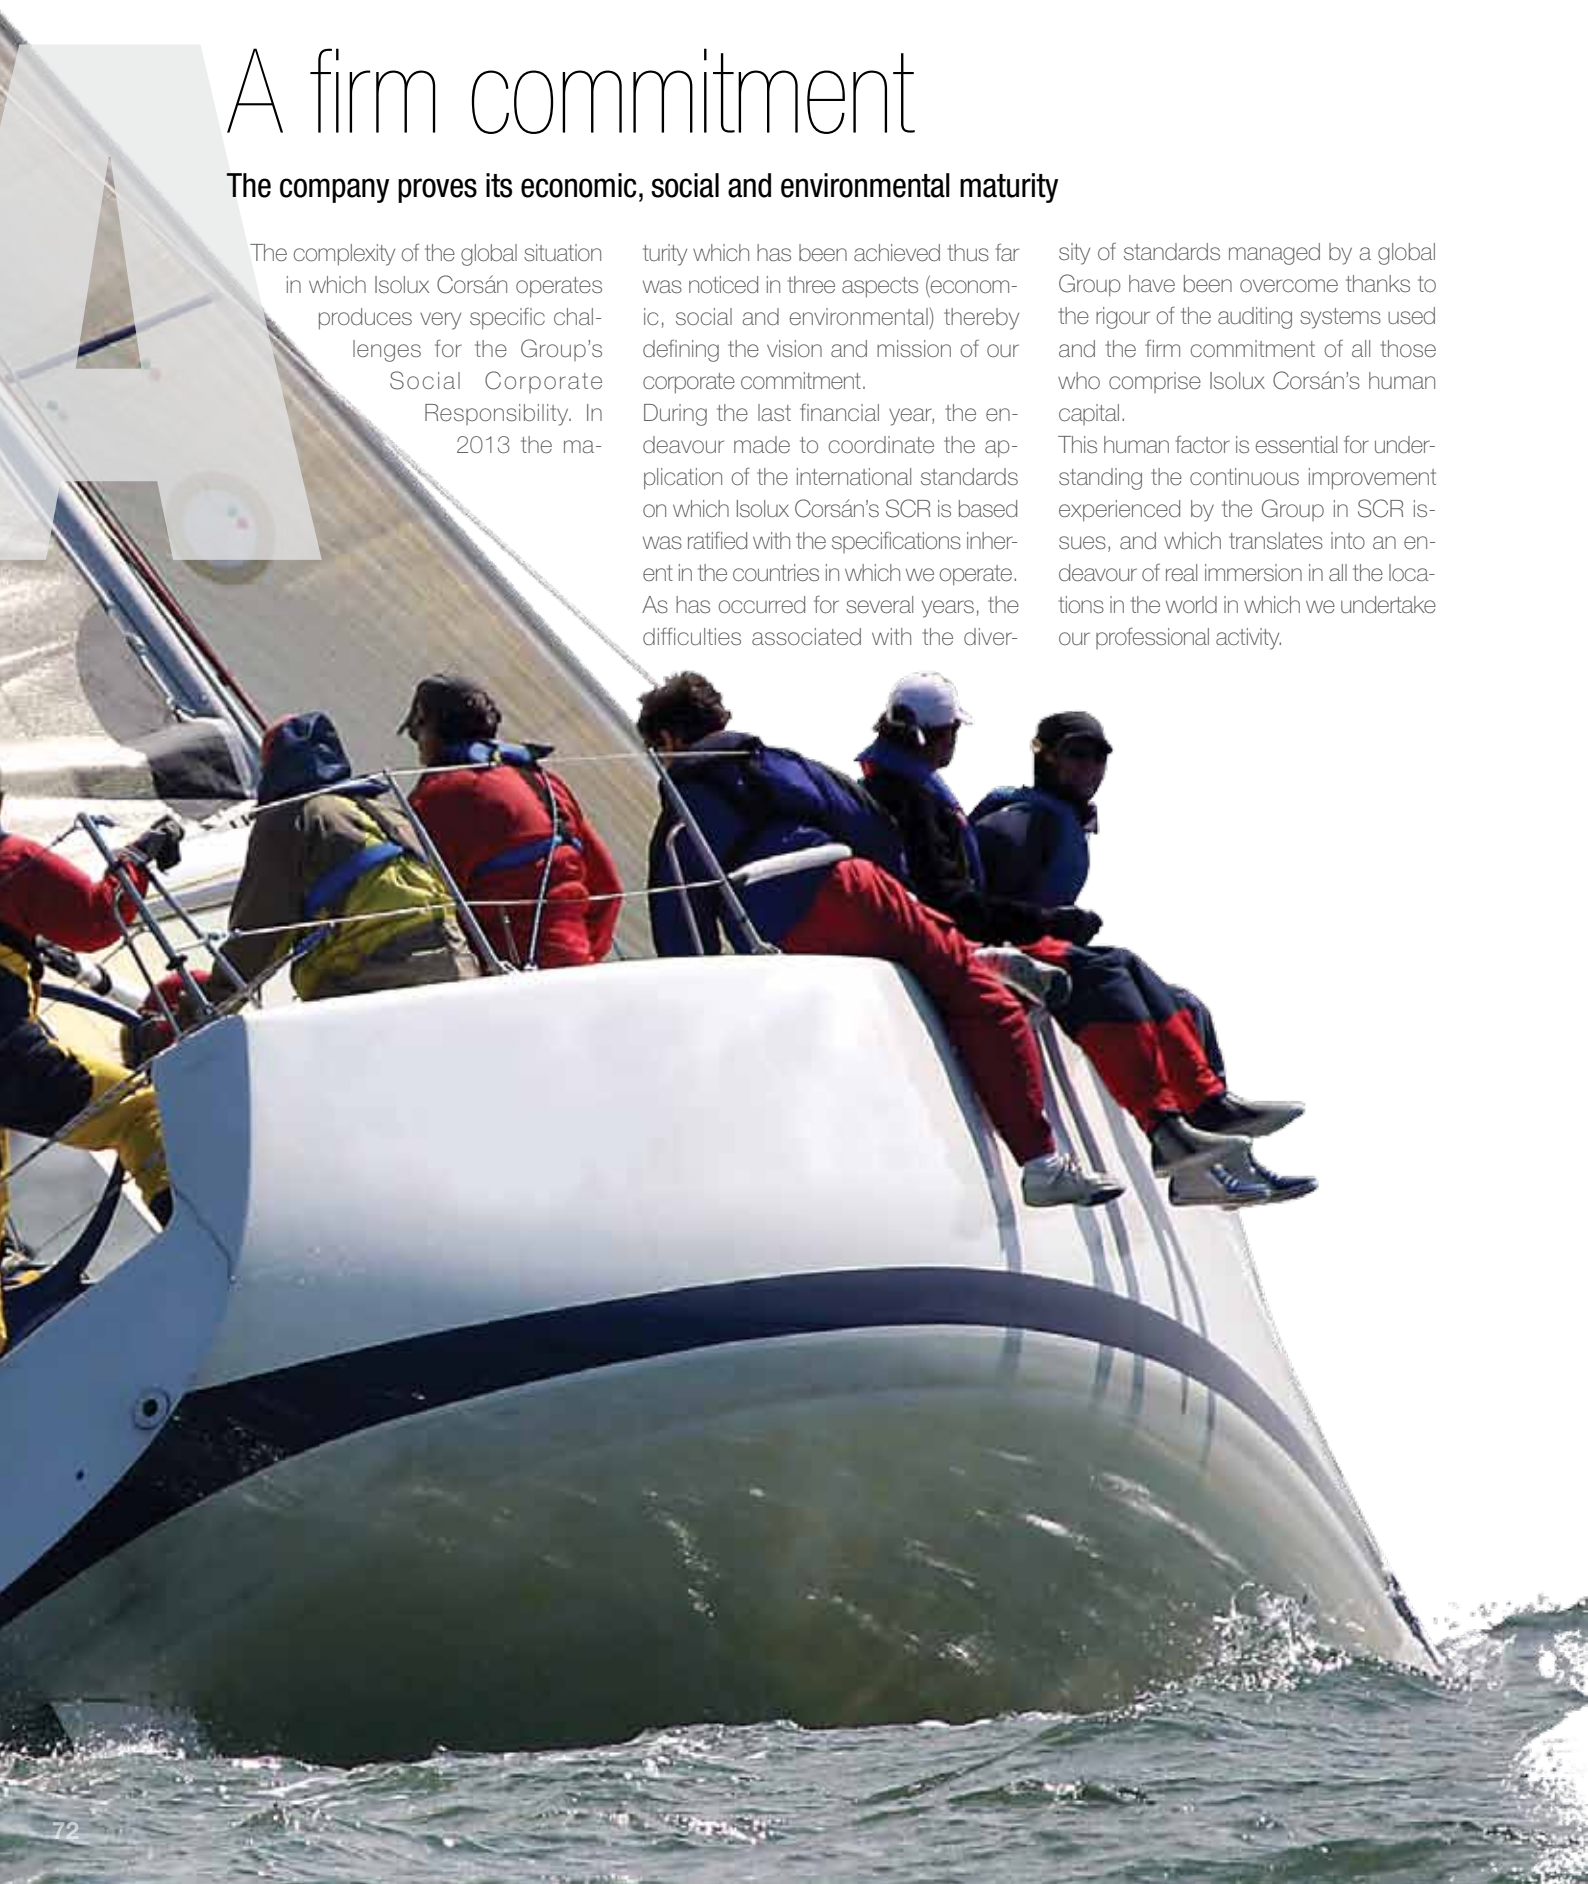 A
A firm commitment
The company proves its economic, social and environmental maturity
The complexity of the global situation
in which Isolux Corsán operates
produces very specific chal-
lenges for the Group's
Social Corporate
Responsibility. In
2013 the ma-
turity which has been achieved thus far
was noticed in three aspects (econom-
ic, social and environmental) thereby
defining the vision and mission of our
corporate commitment.
During the last financial year, the en-
deavour made to coordinate the ap-
plication of the international standards
on which Isolux Corsán's SCR is based
was ratified with the specifications inher-
ent in the countries in which we operate.
As has occurred for several years, the
difficulties associated with the diver-
sity of standards managed by a global
Group have been overcome thanks to
the rigour of the auditing systems used
and the firm commitment of all those
who comprise Isolux Corsán's human
capital.
This human factor is essential for under-
standing the continuous improvement
experienced by the Group in SCR is-
sues, and which translates into an en-
deavour of real immersion in all the loca-
tions in the world in which we undertake
our professional activity.
72